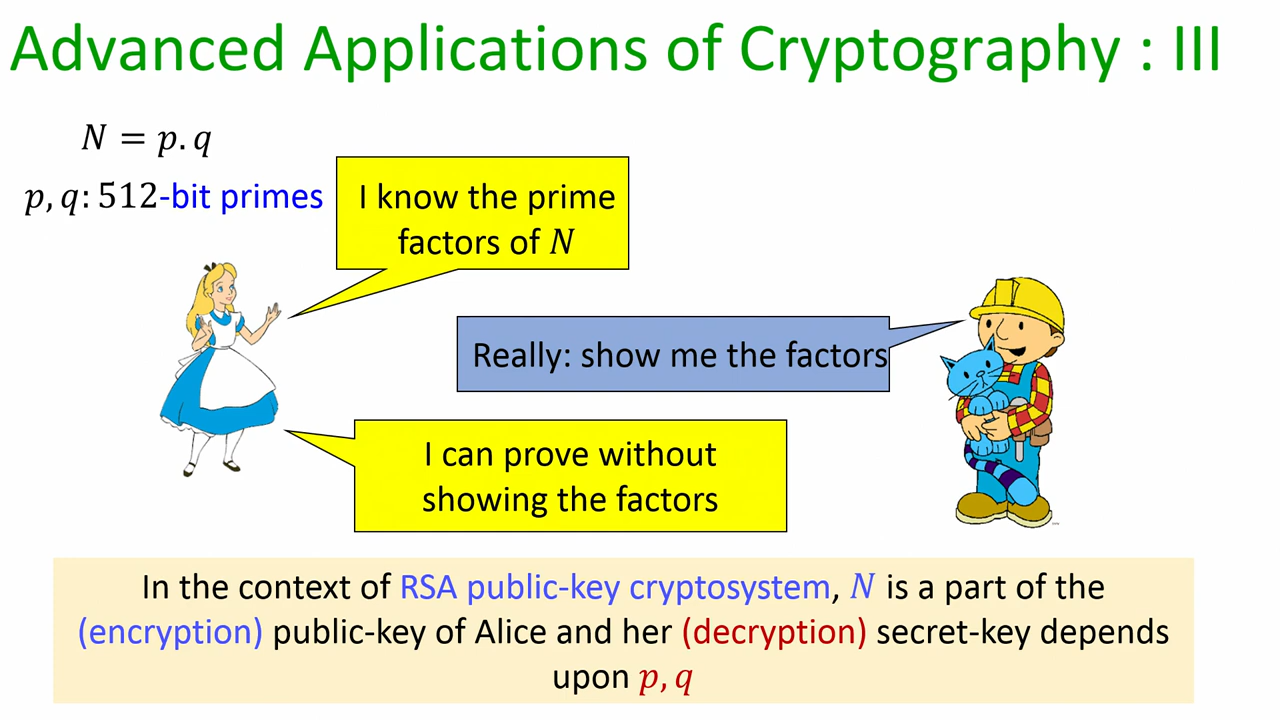 Advanced Applications of Cryptography : III
N = p.q
p, q: 512-bit primes
I know the prime
factors of N
Really: show me the factors
I can prove without
showing the factors
In the context of RSA public-key cryptosystem, N is a part of the
(encryption) public-key of Alice and her (decryption) secret-key depends
upon p, q